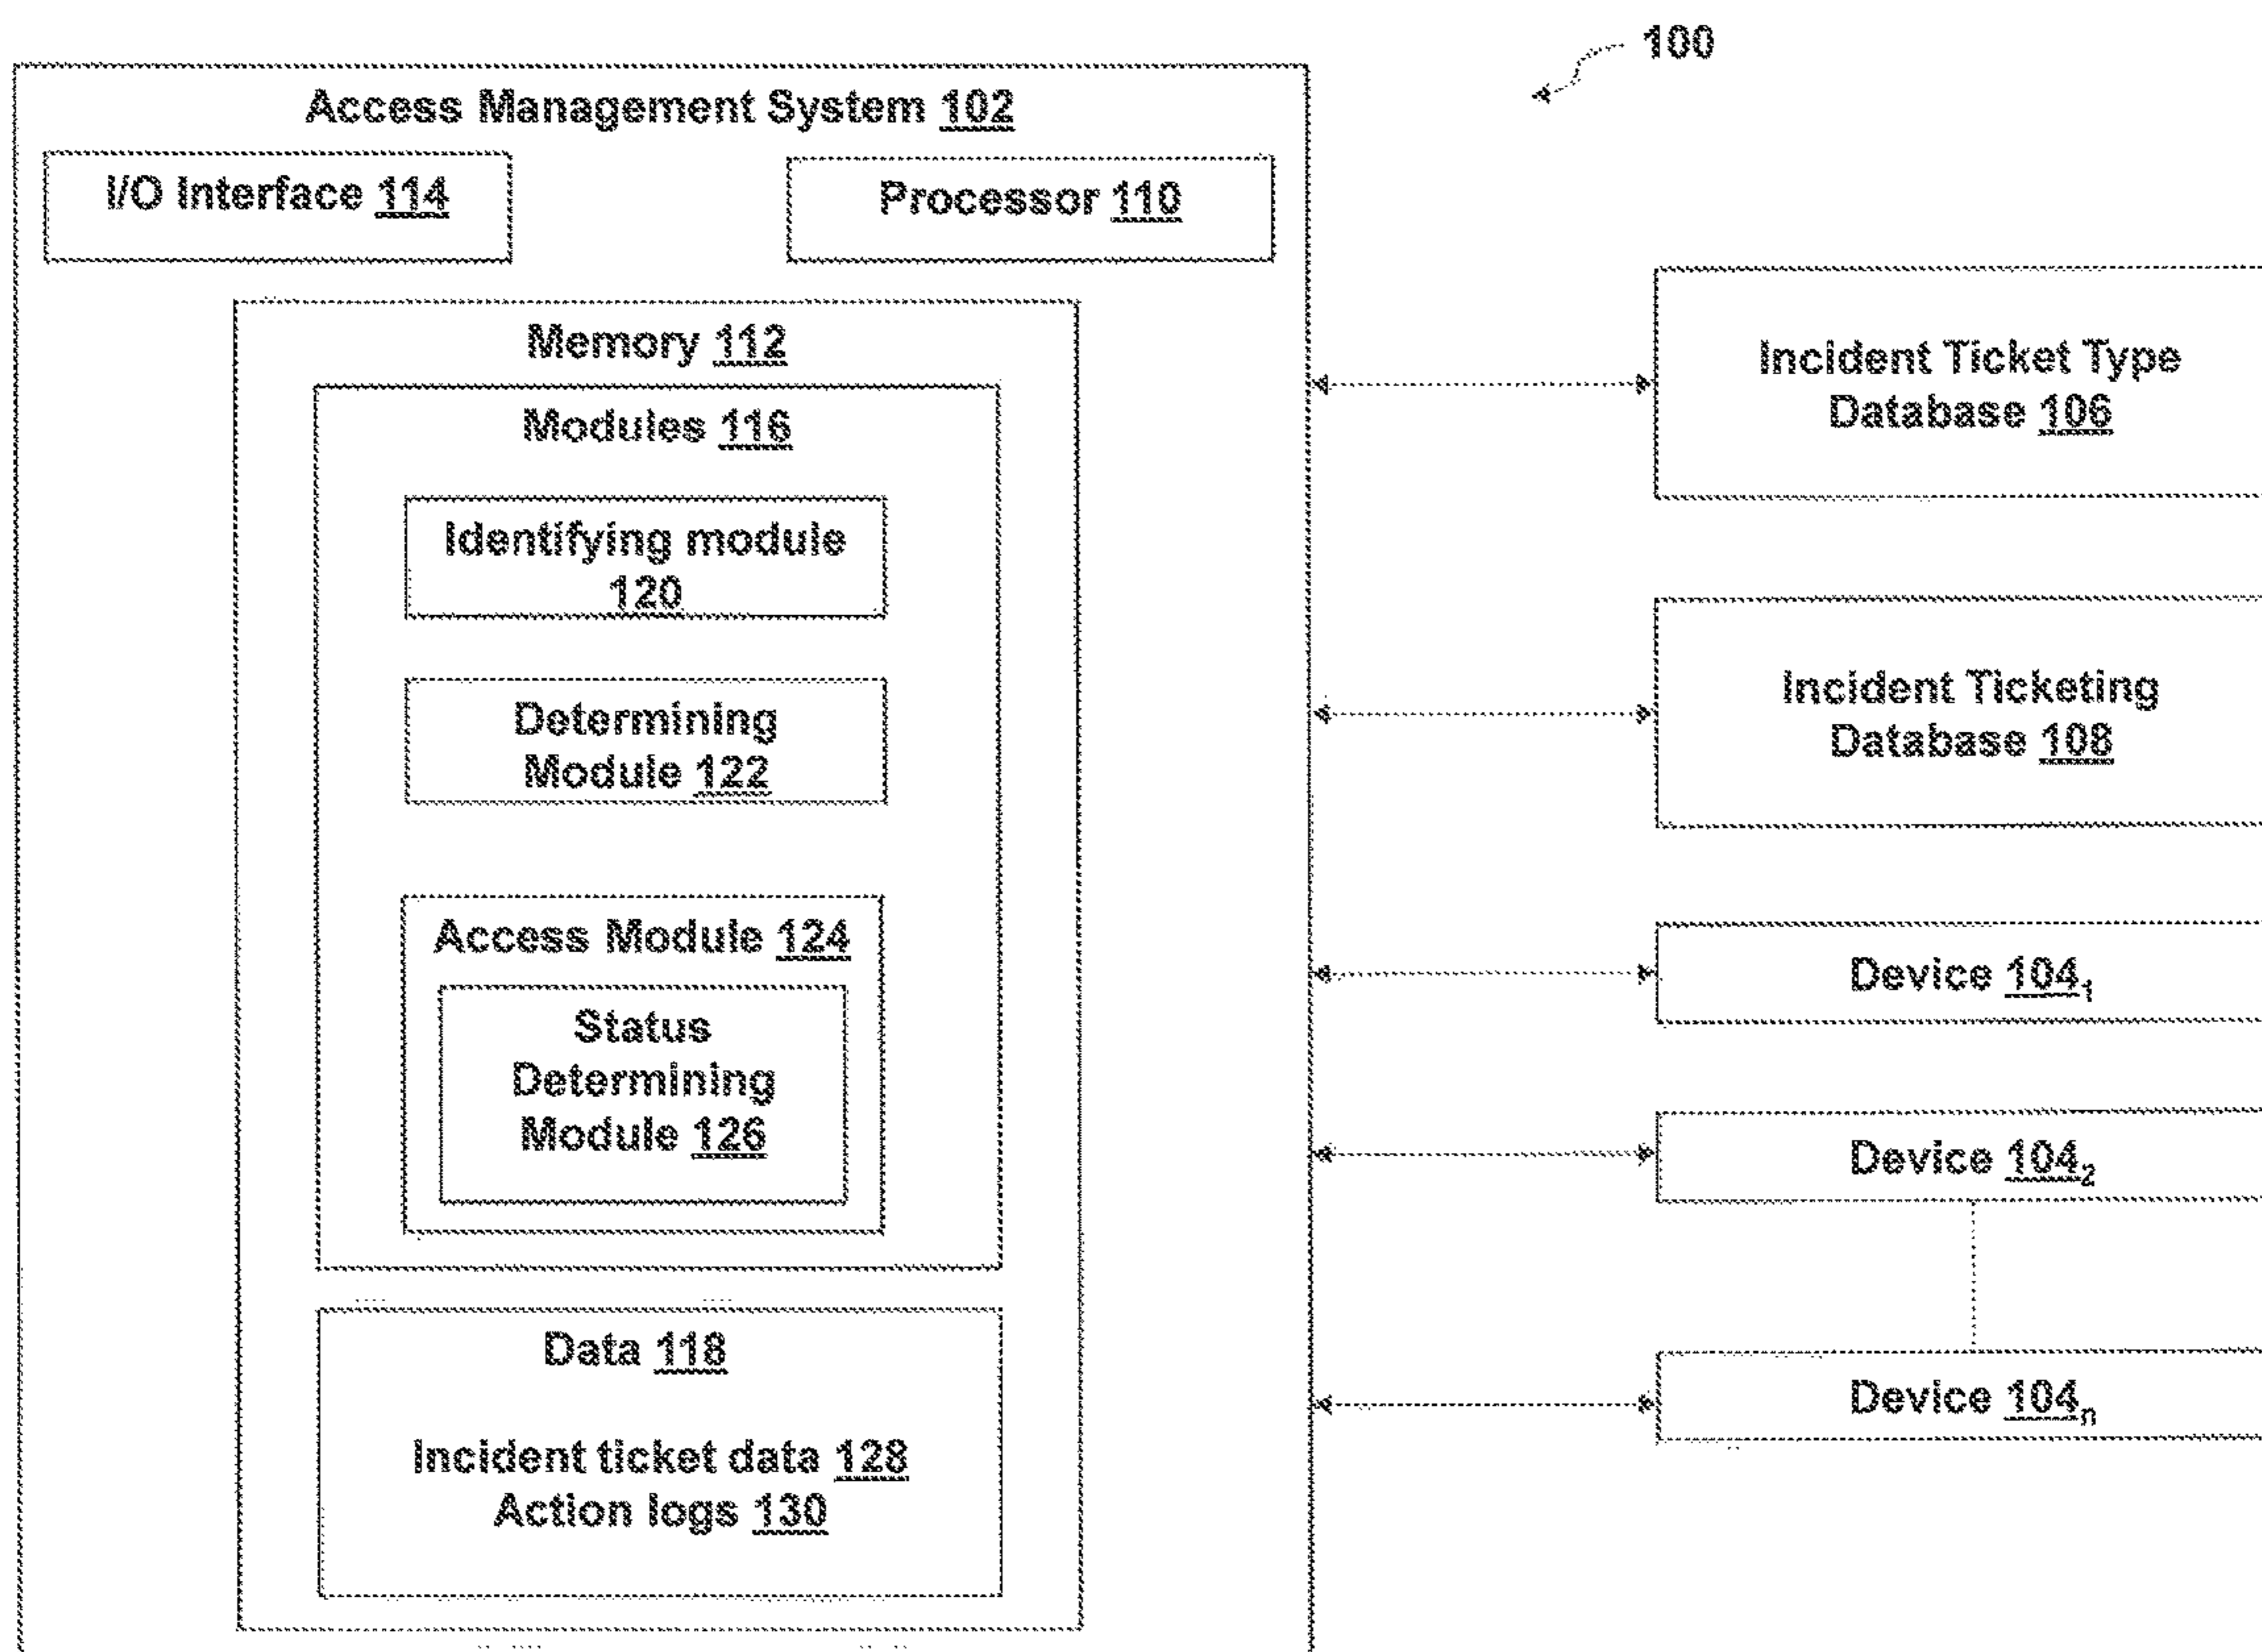 100
Access Management System 102
I/O Interface 114
Processor 110
Memory 112
Modules 116
Identifying module
120
Determining
Module 122
Access Module 124
Status
Determining
Module 126
Data 118
Incident ticket data 128
Action logs 130
Incident Ticket Type
Database 106
Incident Ticketing
Database 108
Device 104₁
Device 104₂
Device 104ₙ